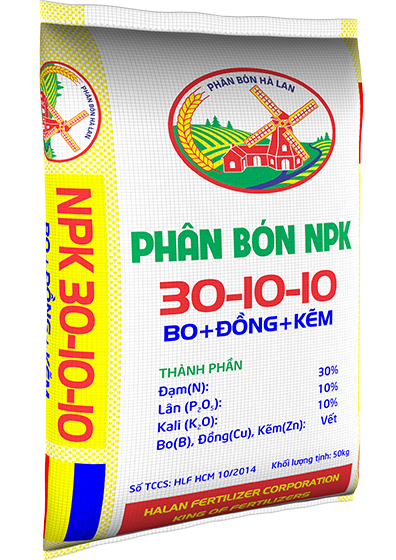 PHÂN BÓN HÀ LAN
PHÂN BÓN HÀ LAN
NPK 30-10-10
BO+ĐỒNG+KẼM
PHÂN BÓN NPK
30-10-10
BO+ĐỒNG+KẼM
THÀNH PHẦN
Đạm(N): 30%
Lân (P₂O₅): 10%
Kali (K₂O): 10%
Bo(B), Đồng(Cu), Kẽm(Zn): Vết
Số TCCS: HLF HCM 10/2014 Khối lượng tịnh: 50kg
HALAN FERTILIZER CORPORATION
KING OF FERTILIZERS